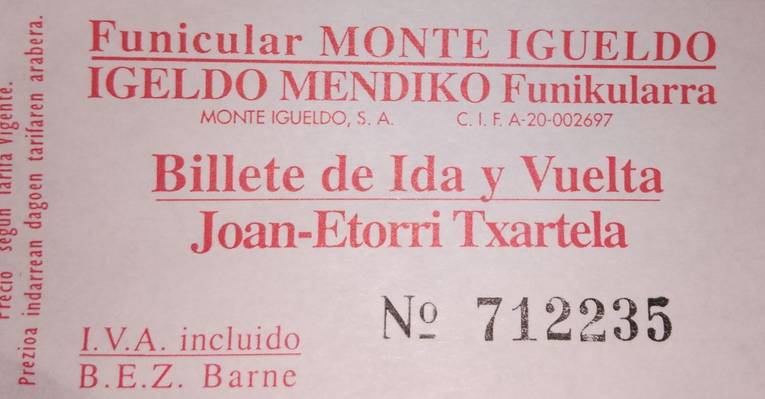 Funicular MONTE IGUELDO
IGELDO MENDIKO Funikularra
MONTE IGUELDO, S. A. C. I. F. A-20-002697
Billete de Ida y Vuelta
Joan-Etorri Txartela
Nº 712235
I.V.A. incluido
B.E.Z. Barne
Precio según tarifa vigente.
Prezioa indarrean dagoen tarifaren arabera.